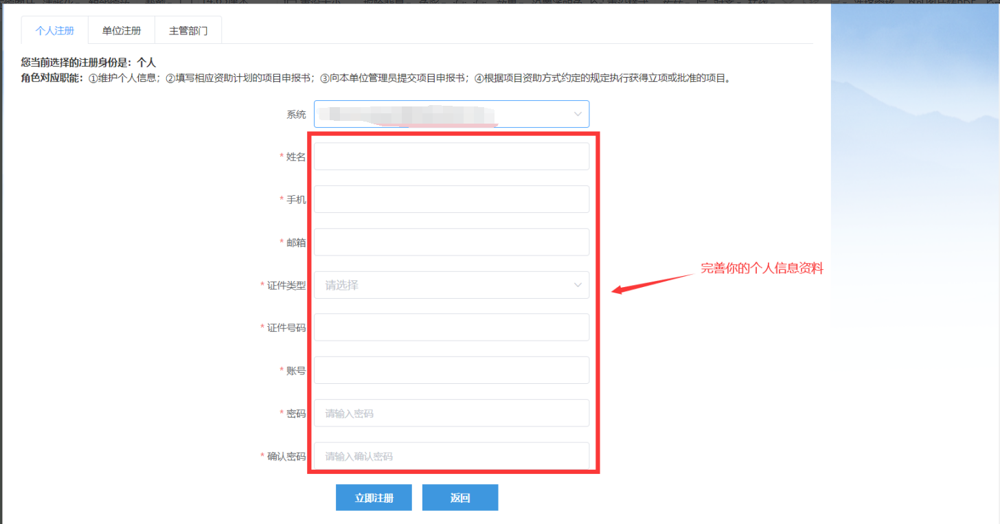 个人注册 单位注册 主管部门
您当前选择的注册身份是：个人
角色对应职能：①维护个人信息；②填写相应资助计划的项目申报书；③向本单位管理员提交项目申报书；④根据项目资助方式约定的规定执行获得立项或批准的项目。
系统
* 姓名
* 手机
* 邮箱
完善你的个人信息资料
* 证件类型 请选择
* 证件号码
* 账号
* 密码 请输入密码
* 确认密码 请输入确认密码
立即注册 返回